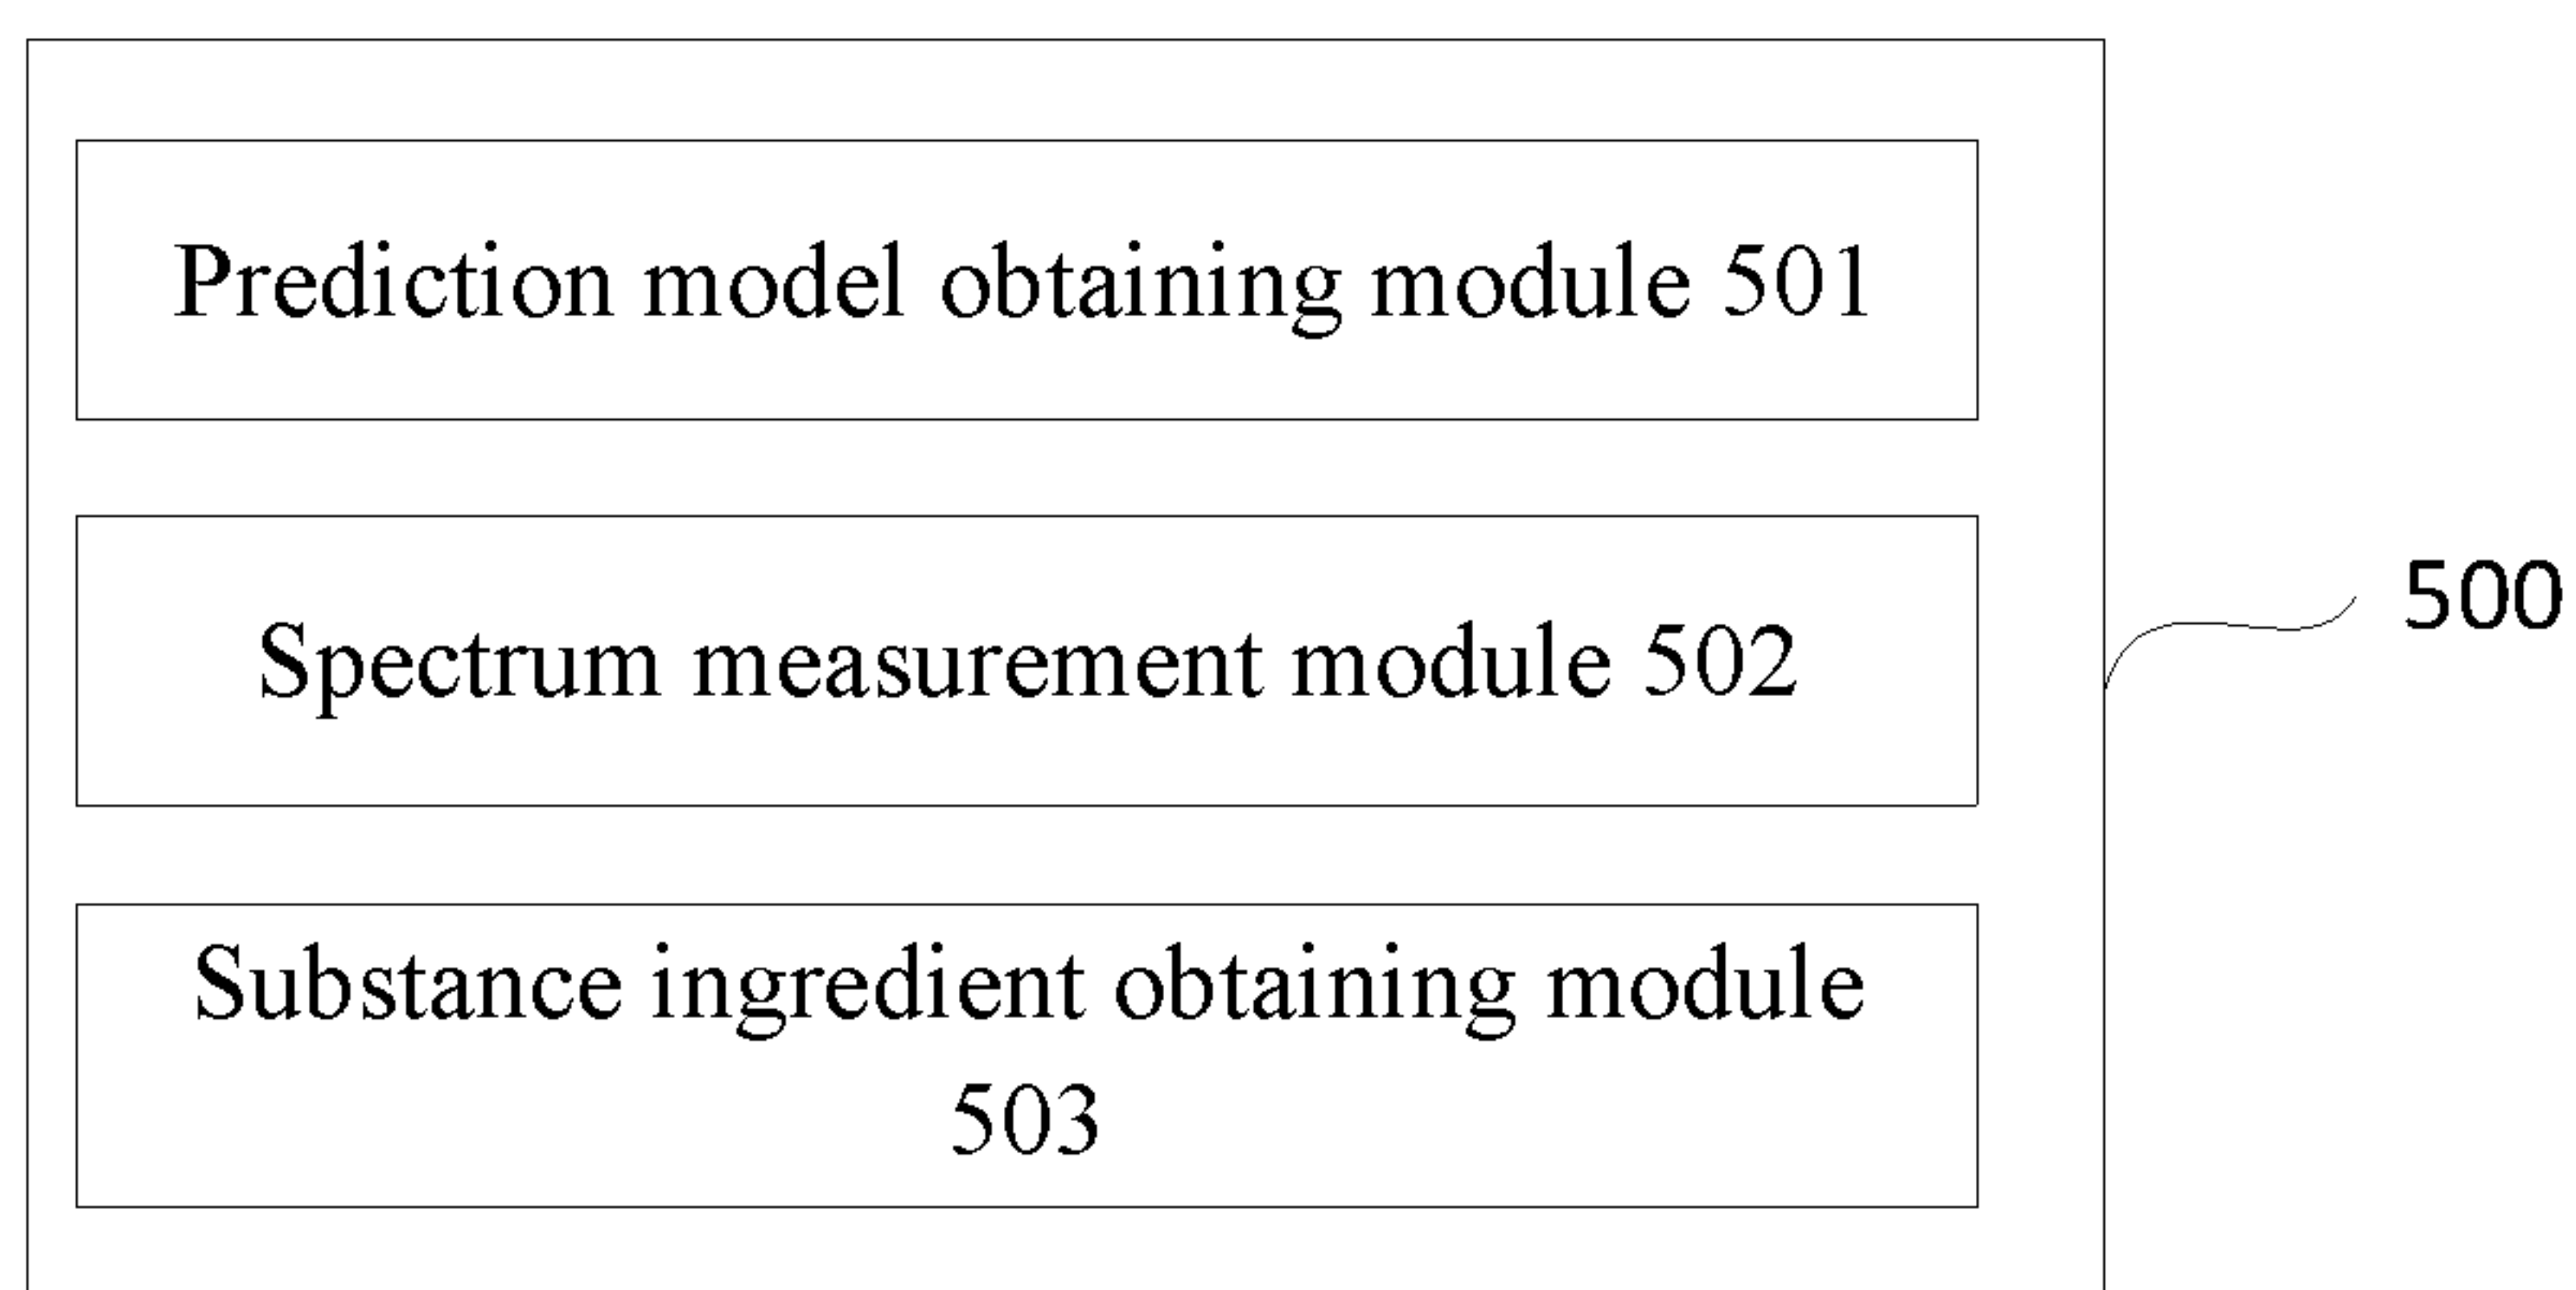 Prediction model obtaining module 501
Spectrum measurement module 502
500
Substance ingredient obtaining module
503